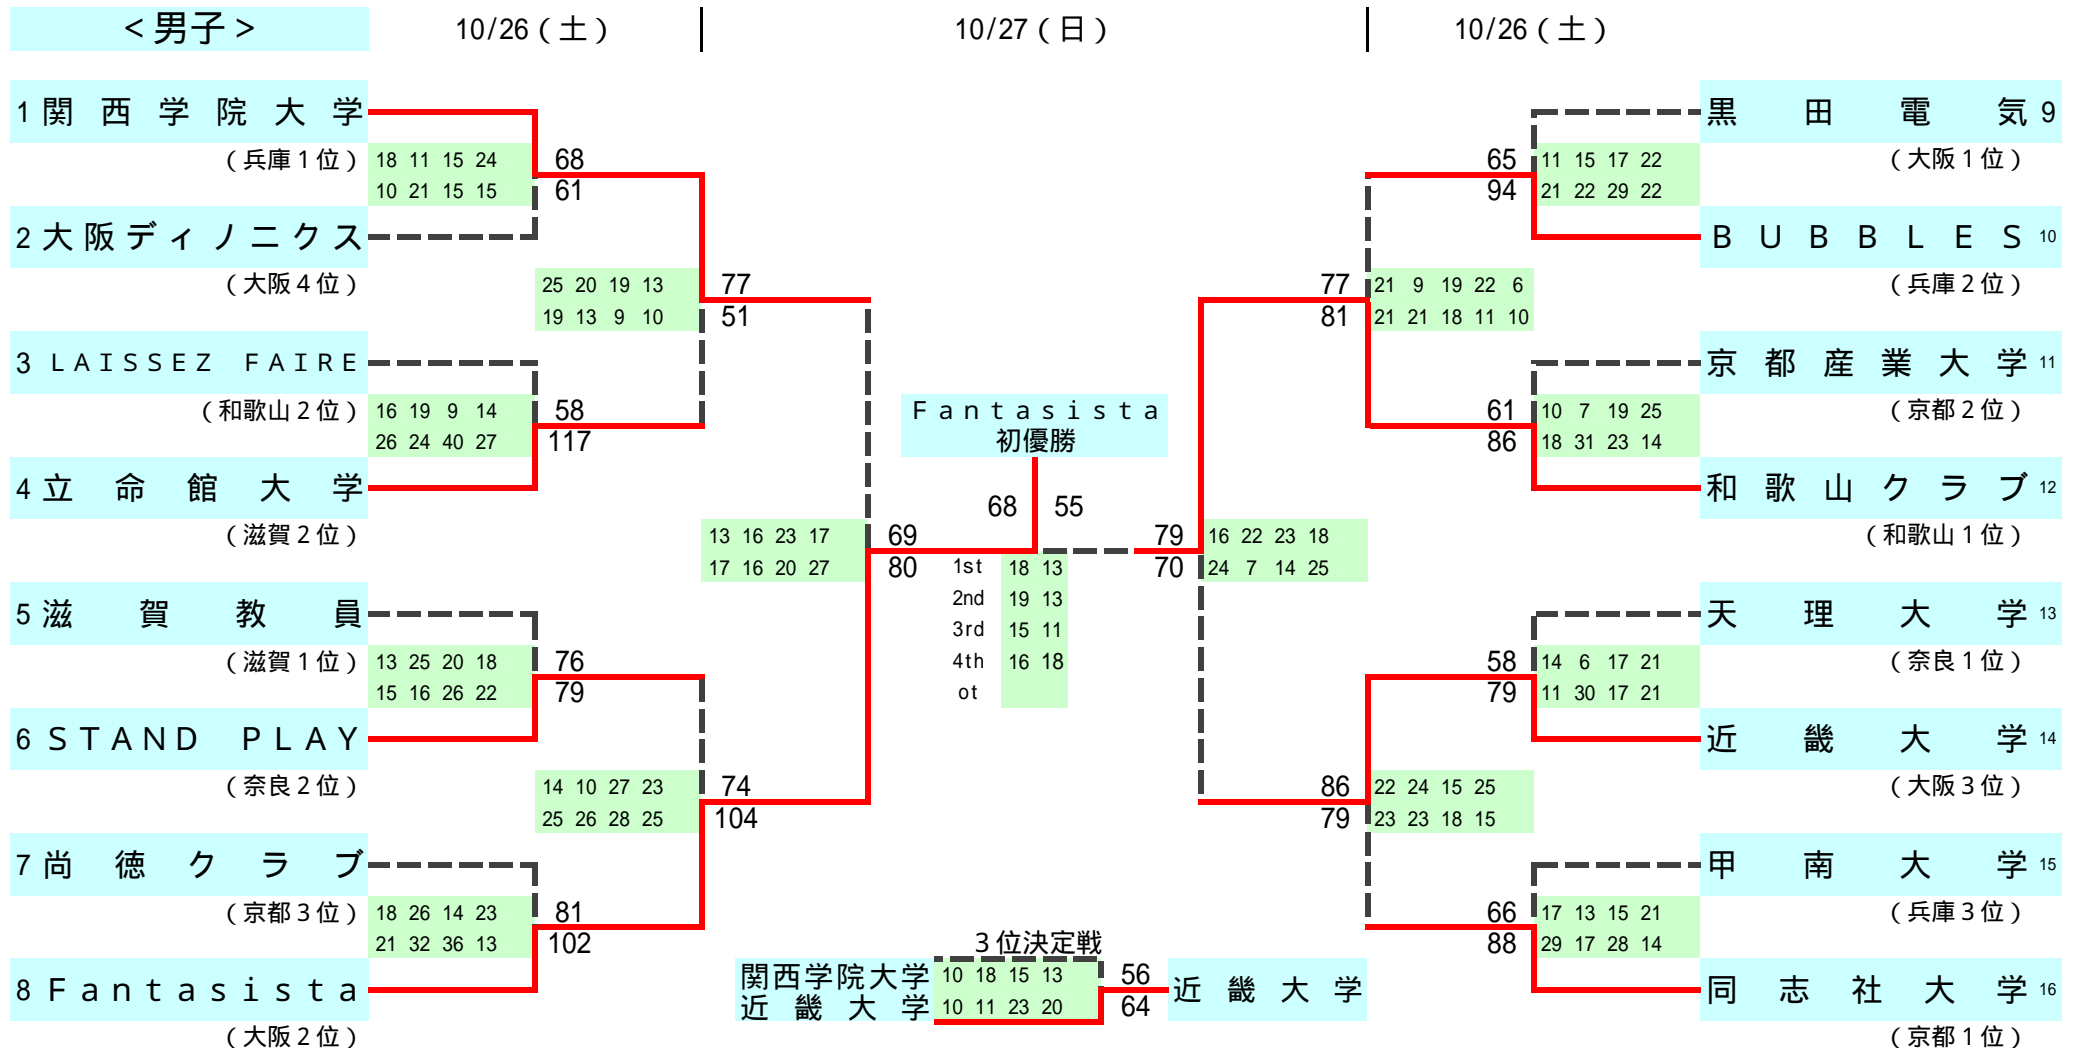 <男子> 10/26(土) 10/27(日) 10/26(土)
1 関西学院大学
(兵庫1位)
18 11 15 24 68
10 21 15 15 61
2 大阪ディノニクス
(大阪4位)
25 20 19 13 77
19 13 9 10 51
3 LAISSEZ FAIRE
(和歌山2位)
16 19 9 14 58
26 24 40 27 117
4 立命館大学
(滋賀2位)
13 16 23 17 69
17 16 20 27 80
5 滋賀教員
(滋賀1位)
13 25 20 18 76
15 16 26 22 79
6 STAND PLAY
(奈良2位)
14 10 27 23 74
25 26 28 25 104
7 尚徳クラブ
(京都3位)
18 26 14 23 81
21 32 36 13 102
8 Fantasista
(大阪2位)
Fantasista
初優勝
68 55
1st 18 13
2nd 19 13
3rd 15 11
4th 16 18
ot
3位決定戦
関西学院大学 10 18 15 13 56
近畿大学 10 11 23 20 64
近畿大学
黒田電気 9
(大阪1位)
65 11 15 17 22
94 21 22 29 22
BUBBLES 10
(兵庫2位)
77 21 9 19 22 6
81 21 21 18 11 10
京都産業大学 11
(京都2位)
61 10 7 19 25
86 18 31 23 14
和歌山クラブ 12
(和歌山1位)
79 16 22 23 18
70 24 7 14 25
天理大学 13
(奈良1位)
58 14 6 17 21
79 11 30 17 21
近畿大学 14
(大阪3位)
86 22 24 15 25
79 23 23 18 15
甲南大学 15
(兵庫3位)
66 17 13 15 21
88 29 17 28 14
同志社大学 16
(京都1位)